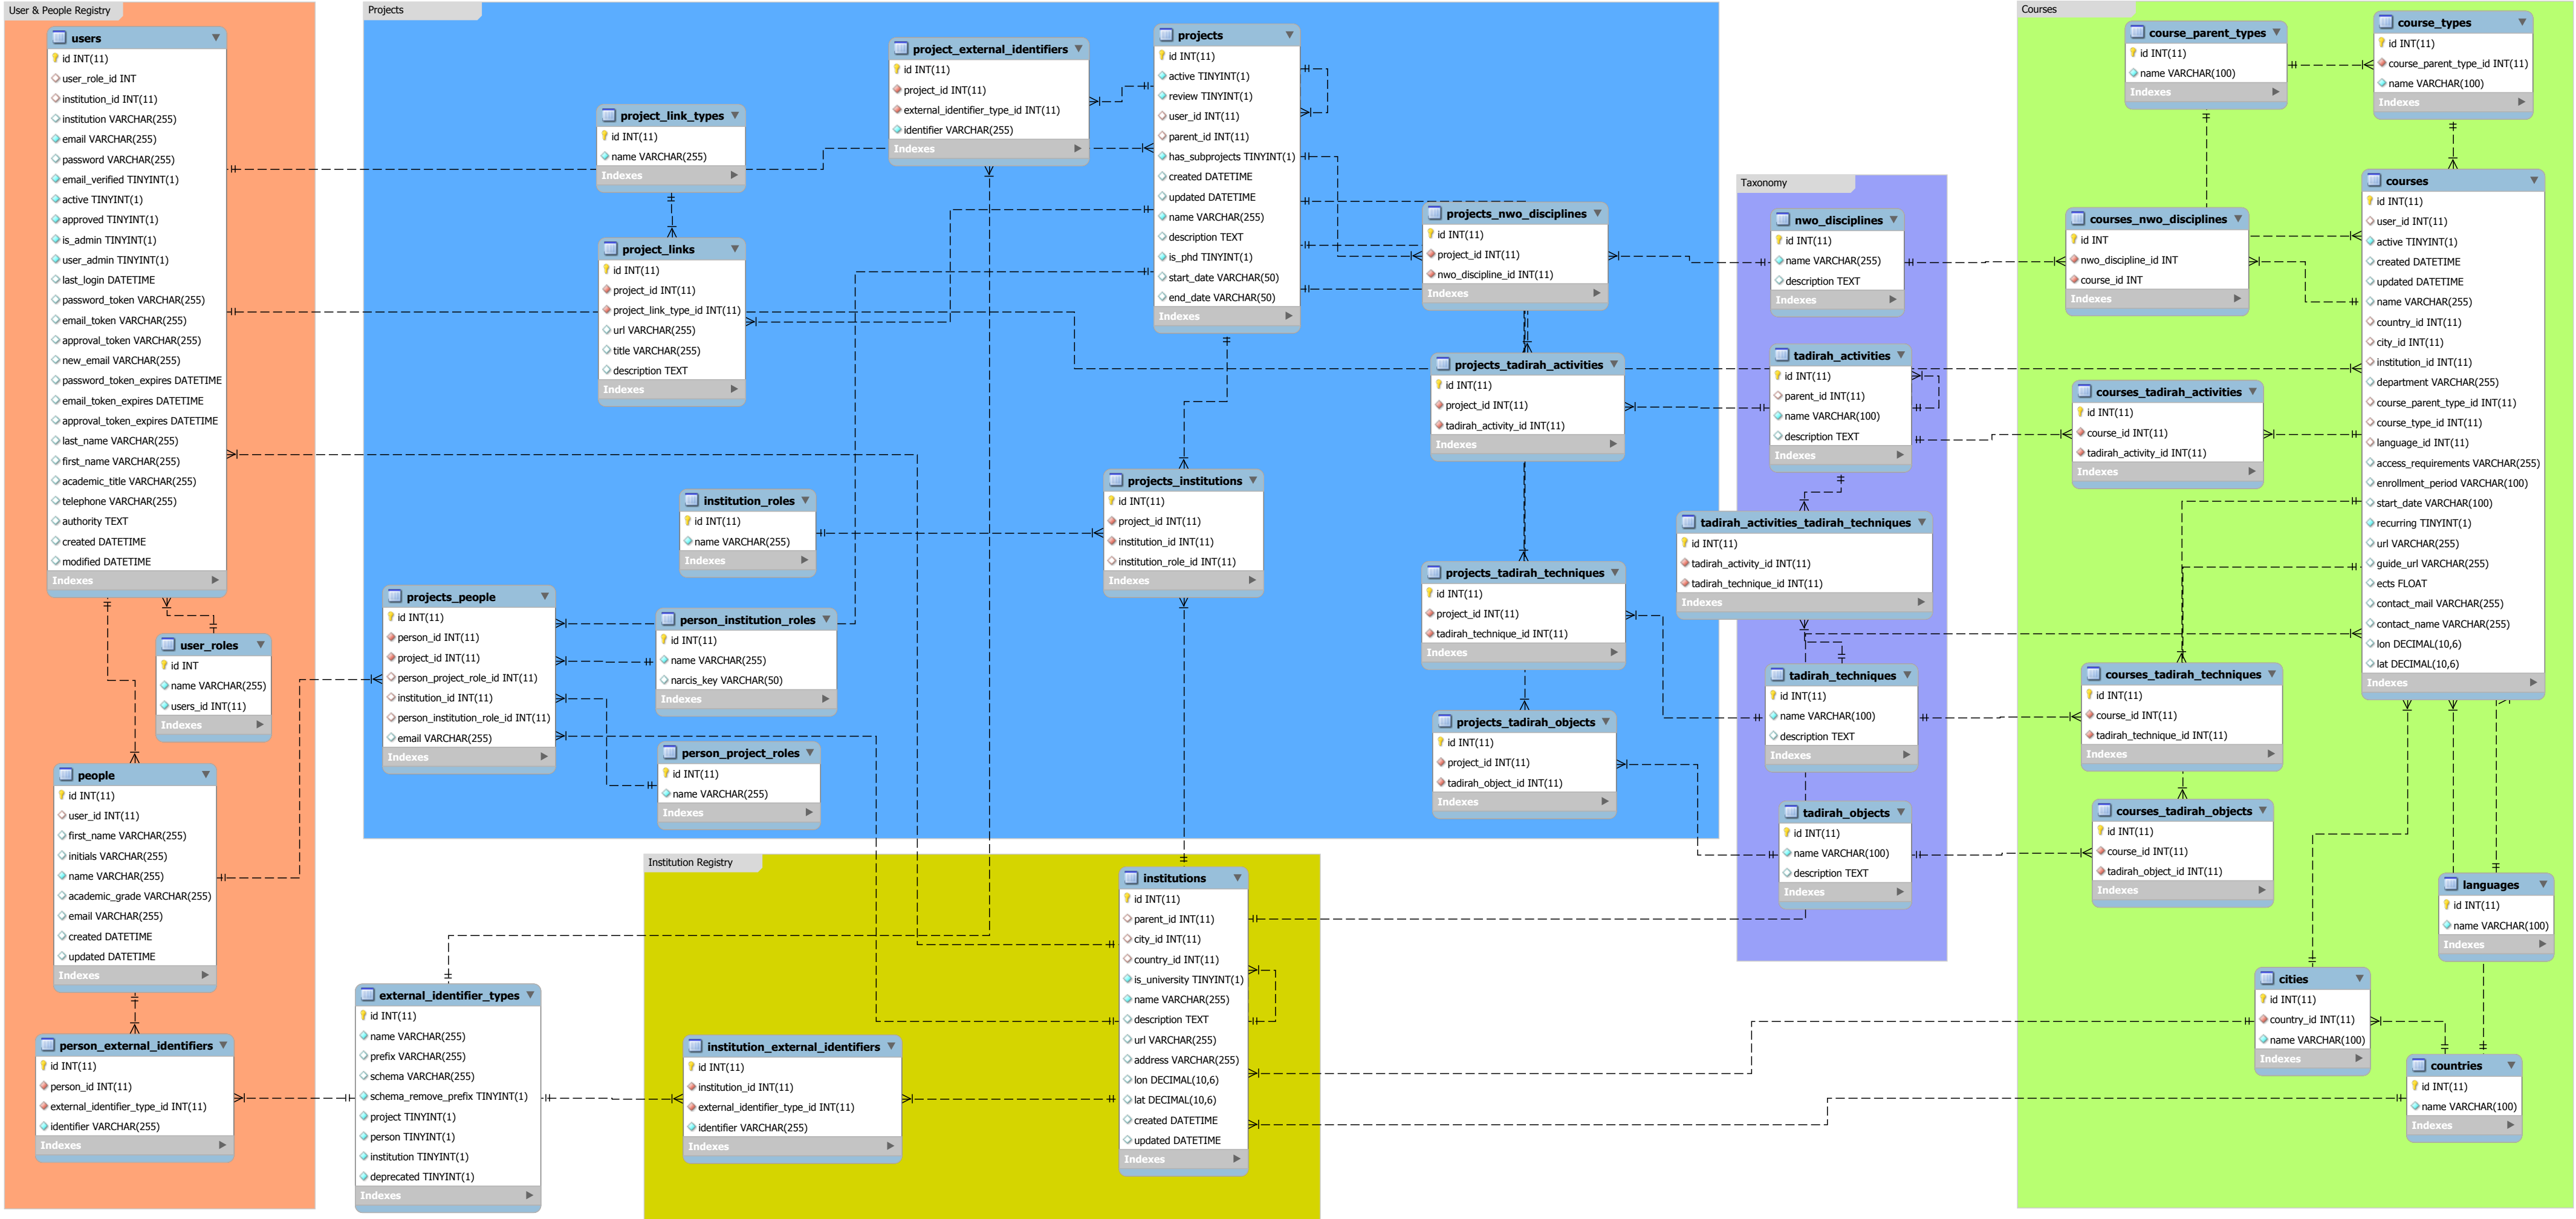 User & People Registry
users
id INT(11)
user_role_id INT
institution_id INT(11)
institution VARCHAR(255)
email VARCHAR(255)
password VARCHAR(255)
email_verified TINYINT(1)
active TINYINT(1)
approved TINYINT(1)
is_admin TINYINT(1)
user_admin TINYINT(1)
last_login DATETIME
password_token VARCHAR(255)
email_token VARCHAR(255)
approval_token VARCHAR(255)
new_email VARCHAR(255)
password_token_expires DATETIME
email_token_expires DATETIME
approval_token_expires DATETIME
last_name VARCHAR(255)
first_name VARCHAR(255)
academic_title VARCHAR(255)
telephone VARCHAR(255)
authority TEXT
created DATETIME
modified DATETIME
Indexes
user_roles
id INT
name VARCHAR(255)
users_id INT(11)
Indexes
people
id INT(11)
user_id INT(11)
first_name VARCHAR(255)
initials VARCHAR(255)
name VARCHAR(255)
academic_grade VARCHAR(255)
email VARCHAR(255)
created DATETIME
updated DATETIME
Indexes
person_external_identifiers
id INT(11)
person_id INT(11)
external_identifier_type_id INT(11)
identifier VARCHAR(255)
Indexes
external_identifier_types
id INT(11)
name VARCHAR(255)
prefix VARCHAR(255)
schema VARCHAR(255)
schema_remove_prefix TINYINT(1)
project TINYINT(1)
person TINYINT(1)
institution TINYINT(1)
deprecated TINYINT(1)
Indexes
Projects
project_link_types
id INT(11)
name VARCHAR(255)
Indexes
project_links
id INT(11)
project_id INT(11)
project_link_type_id INT(11)
url VARCHAR(255)
title VARCHAR(255)
description TEXT
Indexes
project_external_identifiers
id INT(11)
project_id INT(11)
external_identifier_type_id INT(11)
identifier VARCHAR(255)
Indexes
projects
id INT(11)
active TINYINT(1)
review TINYINT(1)
user_id INT(11)
parent_id INT(11)
has_subprojects TINYINT(1)
created DATETIME
updated DATETIME
name VARCHAR(255)
description TEXT
is_phd TINYINT(1)
start_date VARCHAR(50)
end_date VARCHAR(50)
Indexes
projects_nwo_disciplines
id INT(11)
project_id INT(11)
nwo_discipline_id INT(11)
Indexes
projects_tadirah_activities
id INT(11)
project_id INT(11)
tadirah_activity_id INT(11)
Indexes
projects_institutions
id INT(11)
project_id INT(11)
institution_id INT(11)
institution_role_id INT(11)
Indexes
institution_roles
id INT(11)
name VARCHAR(255)
Indexes
projects_people
id INT(11)
person_id INT(11)
project_id INT(11)
person_project_role_id INT(11)
institution_id INT(11)
person_institution_role_id INT(11)
email VARCHAR(255)
Indexes
person_institution_roles
id INT(11)
name VARCHAR(255)
narcis_key VARCHAR(50)
Indexes
person_project_roles
id INT(11)
name VARCHAR(255)
Indexes
projects_tadirah_techniques
id INT(11)
project_id INT(11)
tadirah_technique_id INT(11)
Indexes
projects_tadirah_objects
id INT(11)
project_id INT(11)
tadirah_object_id INT(11)
Indexes
Institution Registry
institutions
id INT(11)
parent_id INT(11)
city_id INT(11)
country_id INT(11)
is_university TINYINT(1)
name VARCHAR(255)
description TEXT
url VARCHAR(255)
address VARCHAR(255)
lon DECIMAL(10,6)
lat DECIMAL(10,6)
created DATETIME
updated DATETIME
Indexes
institution_external_identifiers
id INT(11)
institution_id INT(11)
external_identifier_type_id INT(11)
identifier VARCHAR(255)
Indexes
Taxonomy
nwo_disciplines
id INT(11)
name VARCHAR(255)
description TEXT
Indexes
tadirah_activities
id INT(11)
parent_id INT(11)
name VARCHAR(100)
description TEXT
Indexes
tadirah_activities_tadirah_techniques
id INT(11)
tadirah_activity_id INT(11)
tadirah_technique_id INT(11)
Indexes
tadirah_techniques
id INT(11)
name VARCHAR(100)
description TEXT
Indexes
tadirah_objects
id INT(11)
name VARCHAR(100)
description TEXT
Indexes
Courses
course_parent_types
id INT(11)
name VARCHAR(100)
Indexes
course_types
id INT(11)
course_parent_type_id INT(11)
name VARCHAR(100)
Indexes
courses_nwo_disciplines
id INT
nwo_discipline_id INT
course_id INT
Indexes
courses
id INT(11)
user_id INT(11)
active TINYINT(1)
created DATETIME
updated DATETIME
name VARCHAR(255)
country_id INT(11)
city_id INT(11)
institution_id INT(11)
department VARCHAR(255)
course_parent_type_id INT(11)
course_type_id INT(11)
language_id INT(11)
access_requirements VARCHAR(255)
enrollment_period VARCHAR(100)
start_date VARCHAR(100)
recurring TINYINT(1)
url VARCHAR(255)
guide_url VARCHAR(255)
ects FLOAT
contact_mail VARCHAR(255)
contact_name VARCHAR(255)
lon DECIMAL(10,6)
lat DECIMAL(10,6)
Indexes
courses_tadirah_activities
id INT(11)
course_id INT(11)
tadirah_activity_id INT(11)
Indexes
courses_tadirah_techniques
id INT(11)
course_id INT(11)
tadirah_technique_id INT(11)
Indexes
courses_tadirah_objects
id INT(11)
course_id INT(11)
tadirah_object_id INT(11)
Indexes
languages
id INT(11)
name VARCHAR(100)
Indexes
cities
id INT(11)
country_id INT(11)
name VARCHAR(100)
Indexes
countries
id INT(11)
name VARCHAR(100)
Indexes